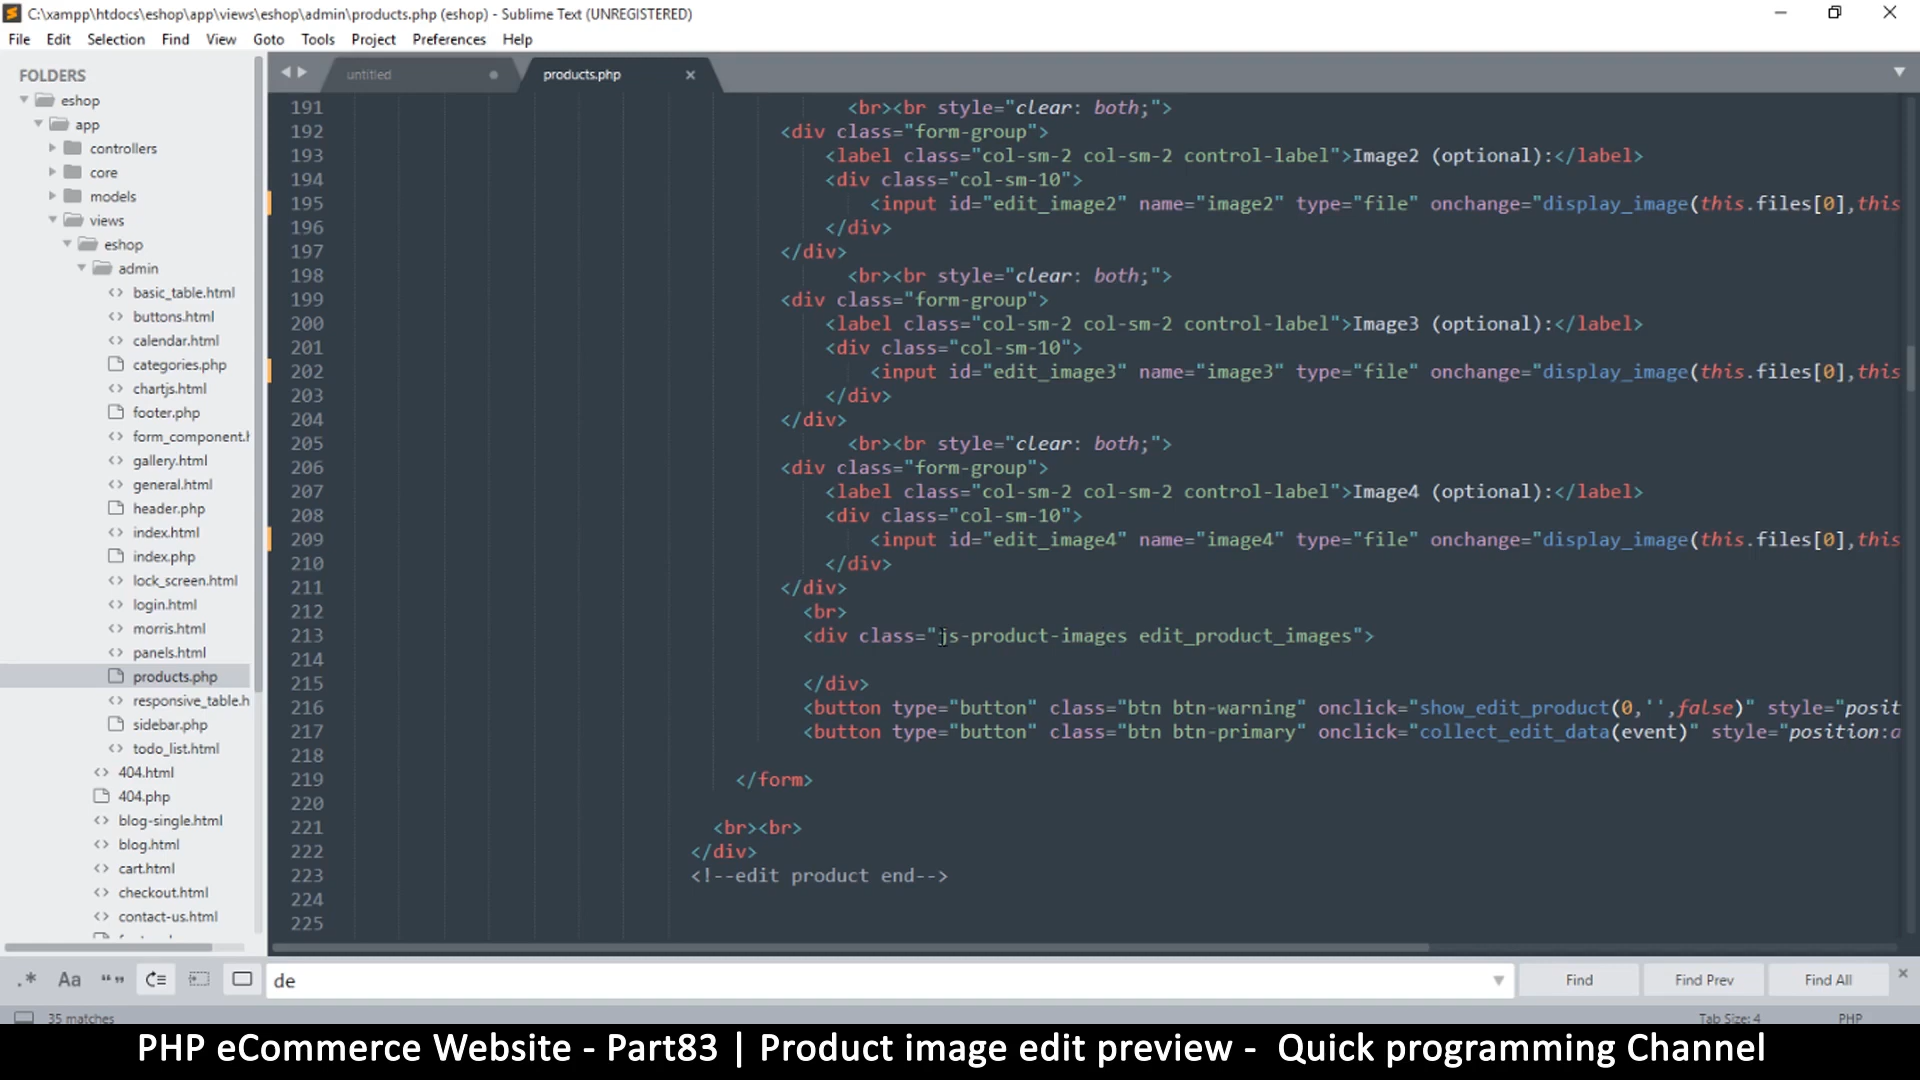 C:\xampp\htdocs\eshop\app\views\eshop\admin\products.php (eshop) - Sublime Text (UNREGISTERED)
File Edit Selection Find View Goto Tools Project Preferences Help
FOLDERS
eshop
app
controllers
core
models
views
eshop
admin
basic_table.html
buttons.html
calendar.html
categories.php
chartjs.html
footer.php
form_component.h
gallery.html
general.html
header.php
index.html
index.php
lock_screen.html
login.html
morris.html
panels.html
products.php
responsive_table.h
sidebar.php
todo_list.html
404.html
404.php
blog-single.html
blog.html
cart.html
checkout.html
contact-us.html
untitled
products.php
191 <br><br style="clear: both;">
192 <div class="form-group">
193 <label class="col-sm-2 col-sm-2 control-label">Image2 (optional):</label>
194 <div class="col-sm-10">
195 <input id="edit_image2" name="image2" type="file" onchange="display_image(this.files[0],this
196 </div>
197 </div>
198 <br><br style="clear: both;">
199 <div class="form-group">
200 <label class="col-sm-2 col-sm-2 control-label">Image3 (optional):</label>
201 <div class="col-sm-10">
202 <input id="edit_image3" name="image3" type="file" onchange="display_image(this.files[0],this
203 </div>
204 </div>
205 <br><br style="clear: both;">
206 <div class="form-group">
207 <label class="col-sm-2 col-sm-2 control-label">Image4 (optional):</label>
208 <div class="col-sm-10">
209 <input id="edit_image4" name="image4" type="file" onchange="display_image(this.files[0],this
210 </div>
211 </div>
212 <br>
213 <div class="js-product-images edit_product_images">
214
215 </div>
216 <button type="button" class="btn btn-warning" onclick="show_edit_product(0,'',false)" style="posit
217 <button type="button" class="btn btn-primary" onclick="collect_edit_data(event)" style="position:a
218
219 </form>
220
221 <br><br>
222 </div>
223 <!--edit product end-->
224
225
.* Aa “” de Find Find Prev Find All
35 matches Tab Size: 4 PHP
PHP eCommerce Website - Part83 | Product image edit preview - Quick programming Channel